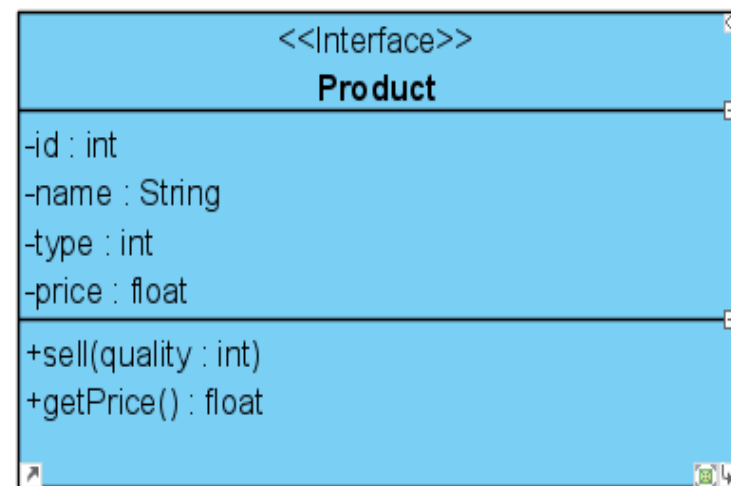 <<Interface>>
Product
-id : int
-name : String
-type : int
-price : float
+sell(quality : int)
+getPrice() : float